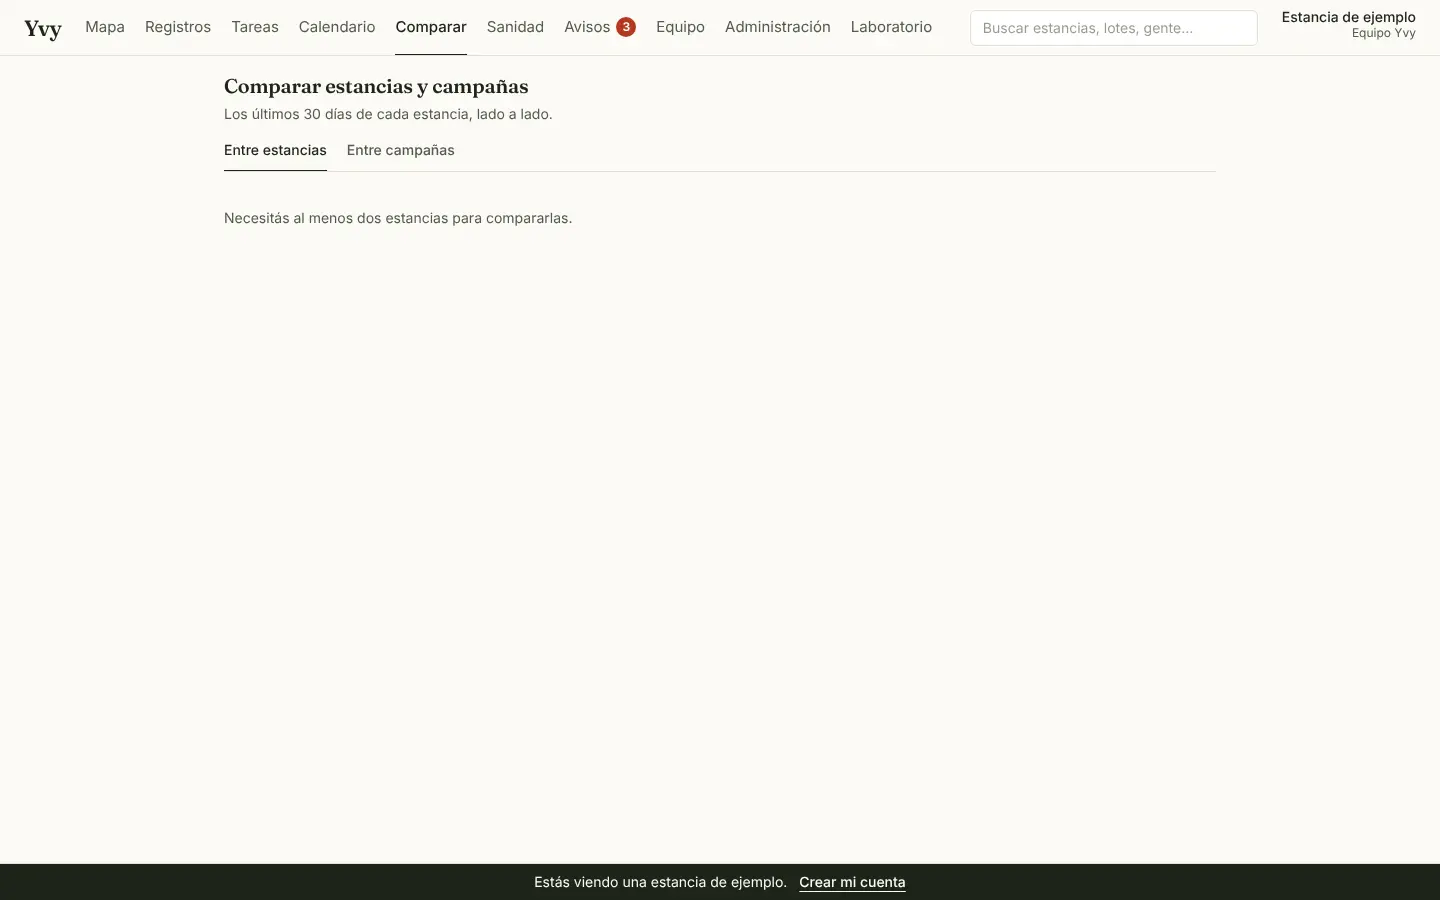 Yvy
Mapa
Registros
Tareas
Calendario
Comparar
Sanidad
Avisos 3
Equipo
Administración
Laboratorio
Buscar estancias, lotes, gente...
Estancia de ejemplo
Equipo Yvy
Comparar estancias y campañas
Los últimos 30 días de cada estancia, lado a lado.
Entre estancias
Entre campañas
Necesitás al menos dos estancias para compararlas.
Estás viendo una estancia de ejemplo. Crear mi cuenta